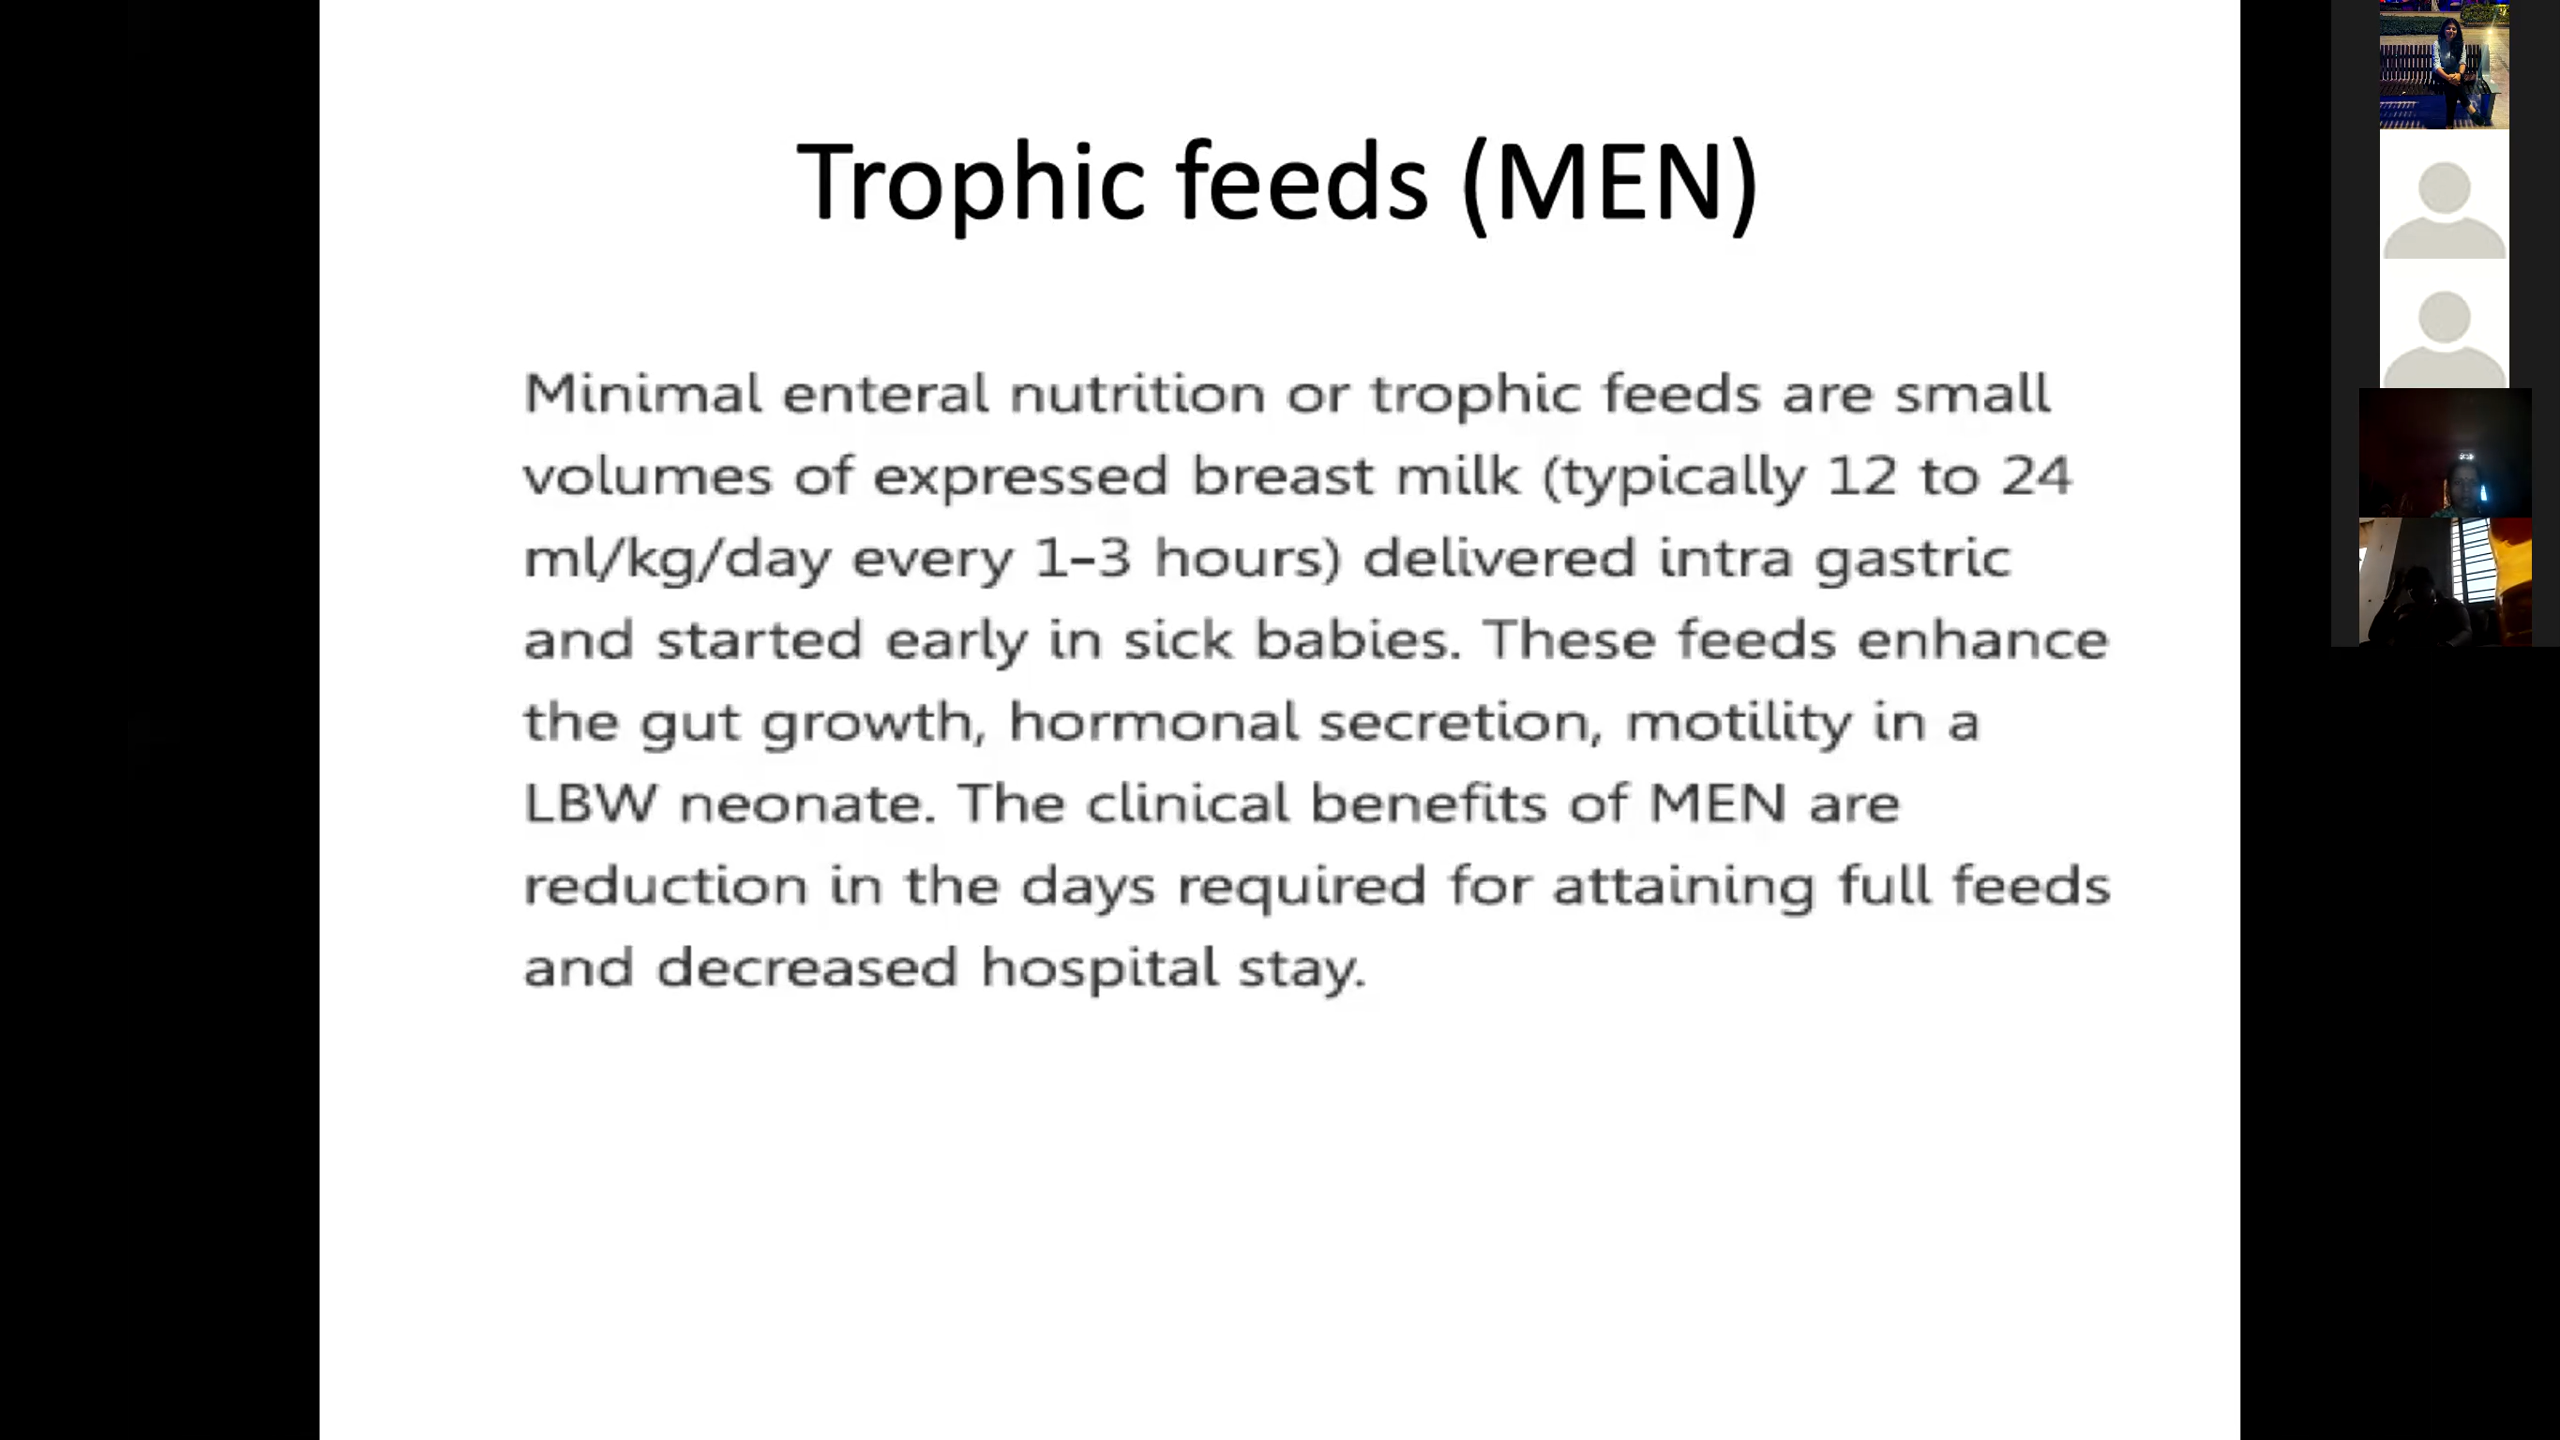 Trophic feeds (MEN)
Minimal enteral nutrition or trophic feeds are small
volumes of expressed breast milk (typically 12 to 24
ml/kg/day every 1–3 hours) delivered intra gastric
and started early in sick babies. These feeds enhance
the gut growth, hormonal secretion, motility in a
LBW neonate. The clinical benefits of MEN are
reduction in the days required for attaining full feeds
and decreased hospital stay.